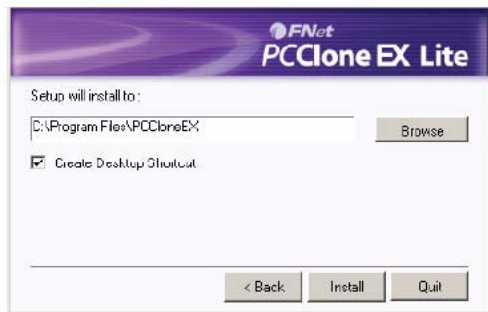 FNet
PCClone EX Lite
Setup will install to :
C:\Program Files\PCCloneEX
Browse
Create Desktop Shortcut
< Back
Install
Quit